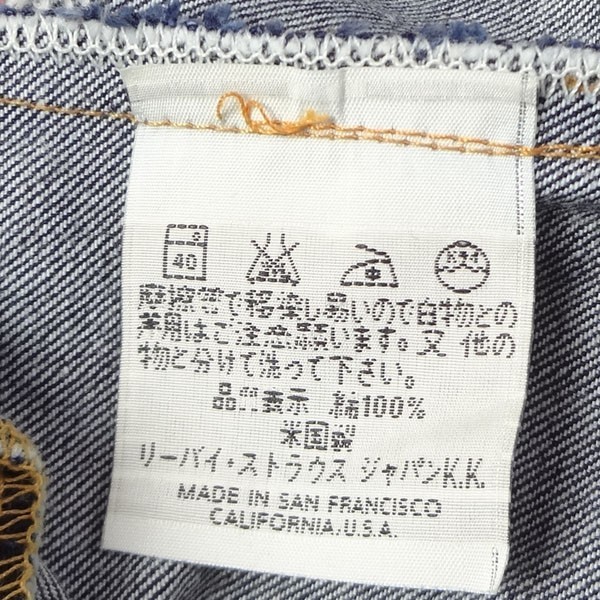 40
摩擦等で移染し易いので白物との
着用はご注意願います。又 他の
物と分けて洗って下さい。
品質表示 綿100%
米国製
リーバイ・ストラウス ジャパンK.K.
MADE IN SAN FRANCISCO
CALIFORNIA.U.S.A.